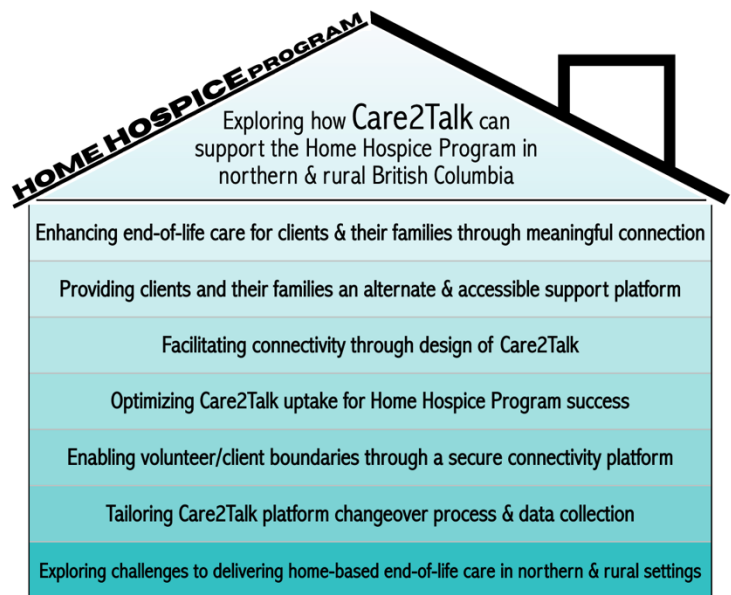 HOME HOSPICE PROGRAM
Exploring how Care2Talk can
support the Home Hospice Program in
northern & rural British Columbia
Enhancing end-of-life care for clients & their families through meaningful connection
Providing clients and their families an alternate & accessible support platform
Facilitating connectivity through design of Care2Talk
Optimizing Care2Talk uptake for Home Hospice Program success
Enabling volunteer/client boundaries through a secure connectivity platform
Tailoring Care2Talk platform changeover process & data collection
Exploring challenges to delivering home-based end-of-life care in northern & rural settings